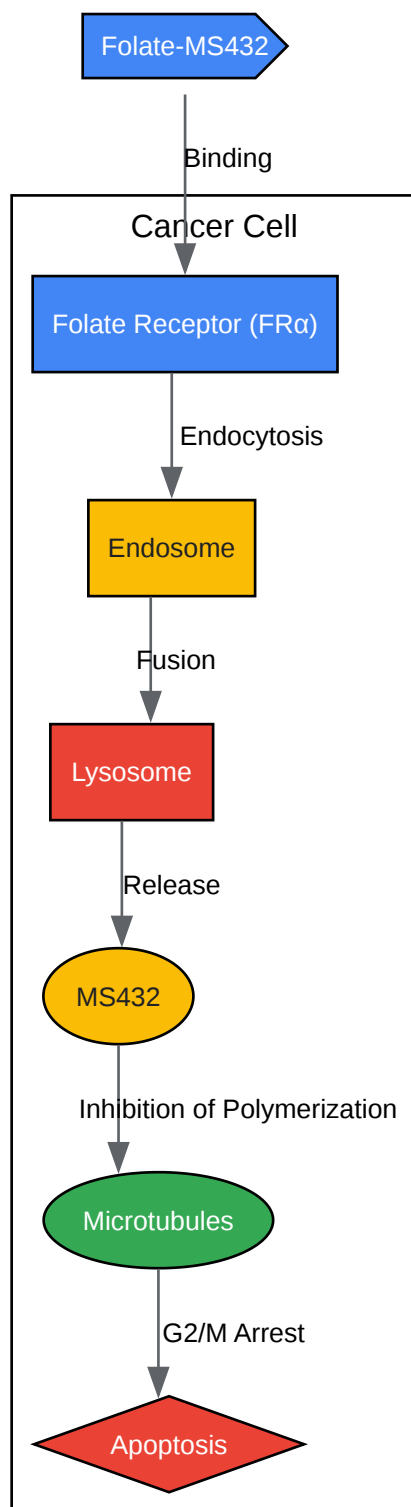 Folate-MS432
Binding
Cancer Cell
Folate Receptor (FRα)
Endocytosis
Endosome
Fusion
Lysosome
Release
MS432
Inhibition of Polymerization
Microtubules
G2/M Arrest
Apoptosis